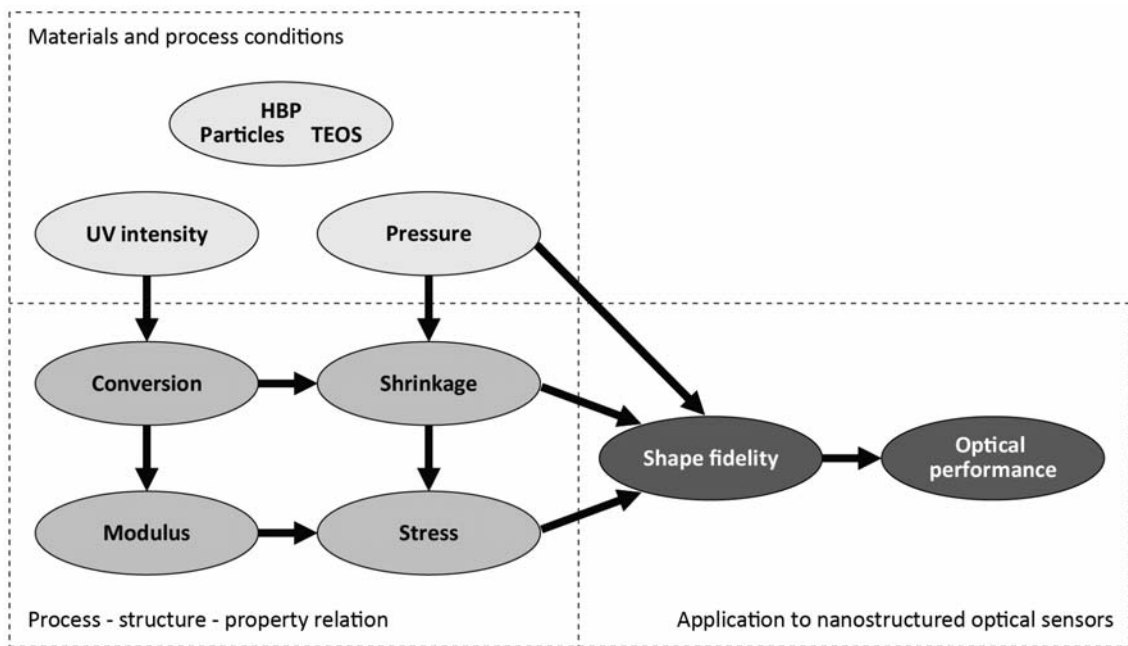 Materials and process conditions
HBP
Particles TEOS
UV intensity
Pressure
Conversion
Shrinkage
Shape fidelity
Optical
performance
Modulus
Stress
Process - structure - property relation
Application to nanostructured optical sensors